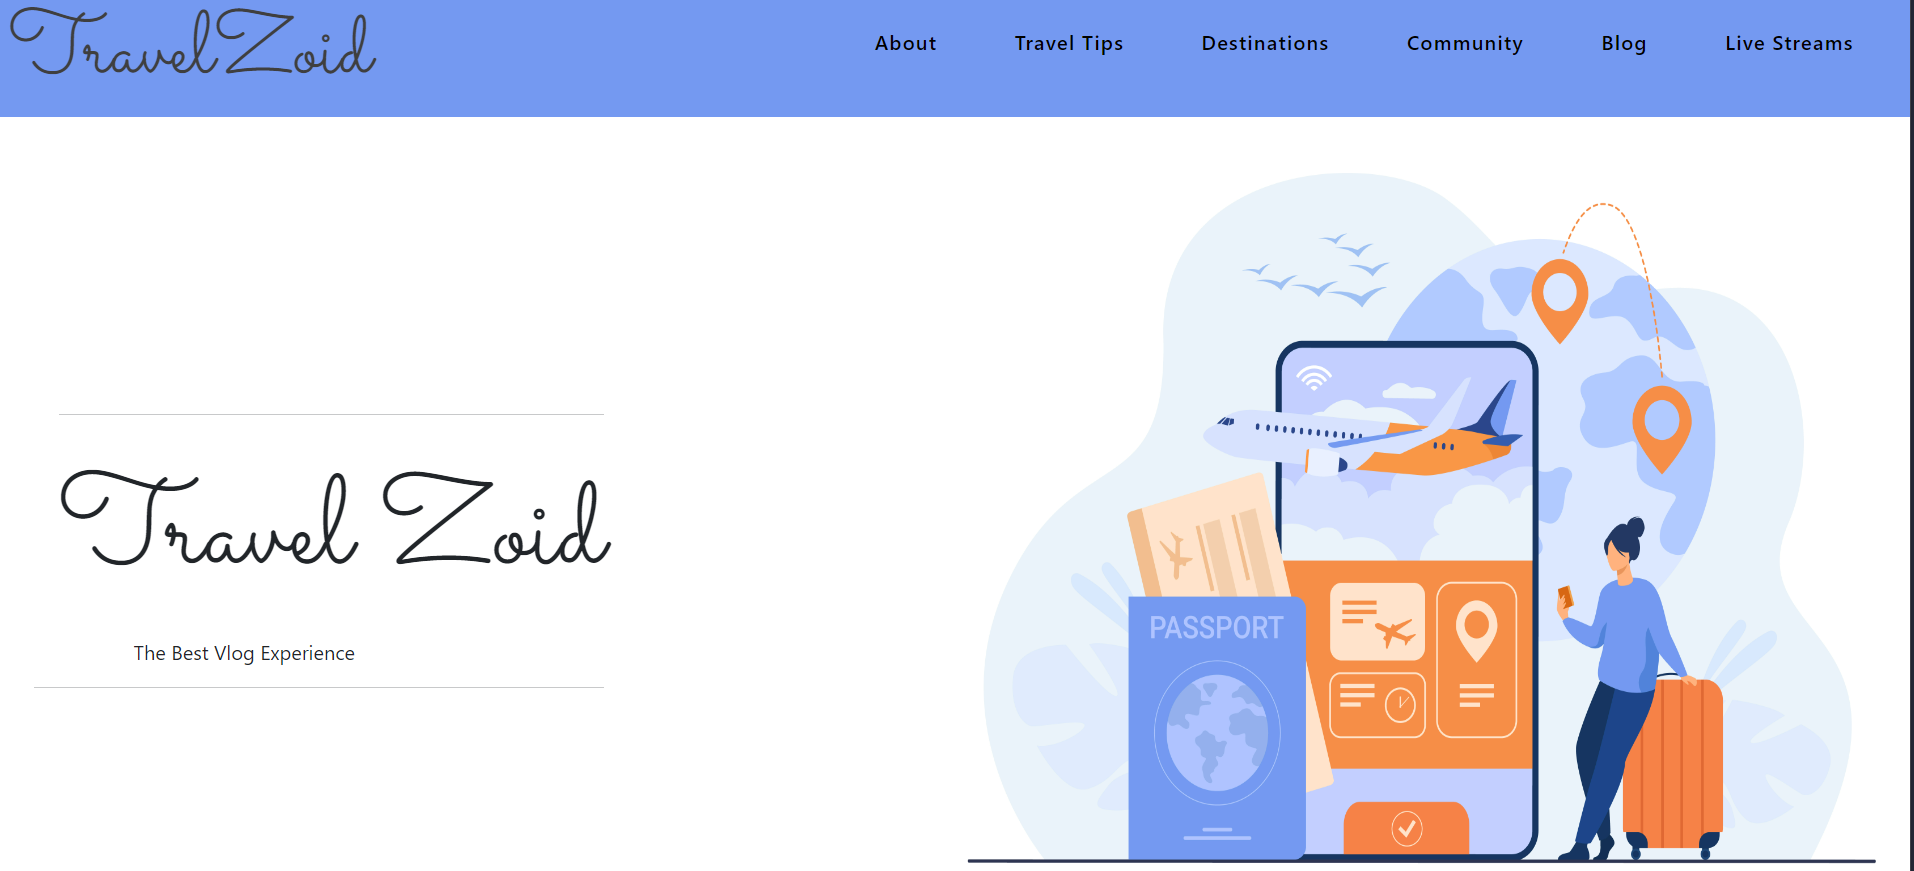 TravelZoid
About
Travel Tips
Destinations
Community
Blog
Live Streams
Travel Zoid
The Best Vlog Experience
PASSPORT